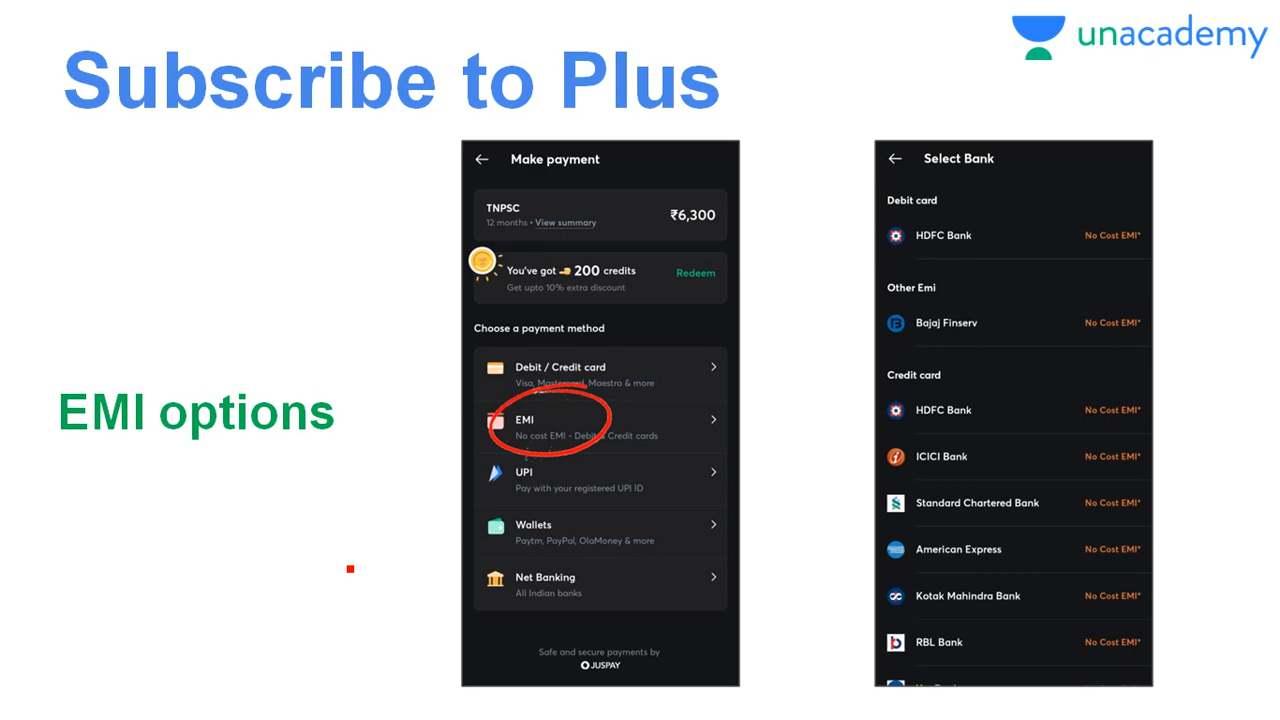 unacademy
Subscribe to Plus
EMI options
Make payment
TNPSC
12 months • View summary
₹6,300
You've got 200 credits
Get upto 10% extra discount
Redeem
Choose a payment method
Debit / Credit card
Visa, Mastercard, Maestro & more
EMI
No cost EMI - Debit & Credit cards
UPI
Pay with your registered UPI ID
Wallets
Paytm, PayPal, OlaMoney & more
Net Banking
All Indian banks
Safe and secure payments by
JUSPAY
Select Bank
Debit card
HDFC Bank No Cost EMI*
Other Emi
Bajaj Finserv No Cost EMI*
Credit card
HDFC Bank No Cost EMI*
ICICI Bank No Cost EMI*
Standard Chartered Bank No Cost EMI*
American Express No Cost EMI*
Kotak Mahindra Bank No Cost EMI*
RBL Bank No Cost EMI*